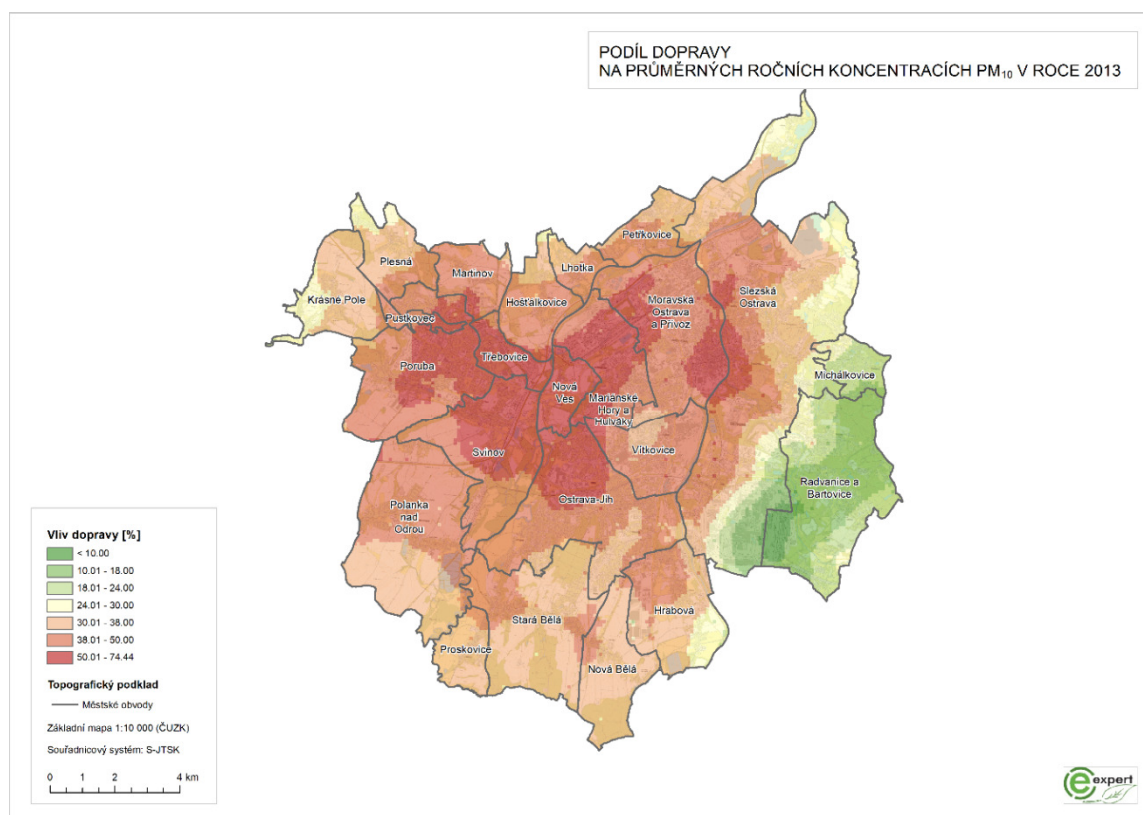 PODÍL DOPRAVY
NA PRŮMĚRNÝCH ROČNÍCH KONCENTRACÍCH PM₁₀ V ROCE 2013
Petřkovice
Plesná
Martinov
Lhotka
Hošťálkovice
Krásné Pole
Moravská
Ostrava
a Přívoz
Slezská
Ostrava
Pustkovec
Třebovice
Poruba
Michálkovice
Nová
Ves
Mariánské
Hory a
Hulváky
Svinov
Vítkovice
Radvanice a
Bartovice
Ostrava-Jih
Polanka
nad
Odrou
Hrabová
Stará Bělá
Proskovice
Nová Bělá
Vliv dopravy [%]
< 10.00
10.01 - 18.00
18.01 - 24.00
24.01 - 30.00
30.01 - 38.00
38.01 - 50.00
50.01 - 74.44
Topografický podklad
Městské obvody
Základní mapa 1:10 000 (ČÚZK)
Souřadnicový systém: S-JTSK
0 1 2 4 km
expert